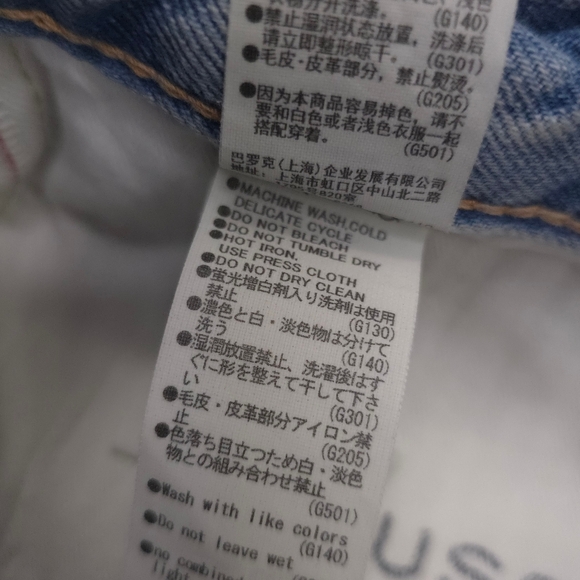 (G140)
●禁止湿润状态放置，洗涤后
请立即整形晾干。(G301)
●毛皮·皮革部分，禁止熨烫。
(G205)
●因为本商品容易掉色，请不
要和白色或者浅色衣服一起
搭配穿着。(G501)
巴罗克(上海)企业发展有限公司
地址：上海市虹口区中山北二路
●MACHINE WASH,COLD
DELICATE CYCLE
●DO NOT BLEACH
●DO NOT TUMBLE DRY
●HOT IRON,
USE PRESS CLOTH
●DO NOT DRY CLEAN
●蛍光増白剤入り洗剤は使用
禁止 (G130)
●濃色と白・淡色物は分けて
洗う (G140)
●湿潤放置禁止、洗濯後はす
ぐに形を整えて干して下さ
い (G301)
●毛皮・皮革部分アイロン禁
止 (G205)
●色落ち目立つため白・淡色
物との組み合わせ禁止
(G501)
●Wash with like colors
(G140)
●Do not leave wet
●no combined